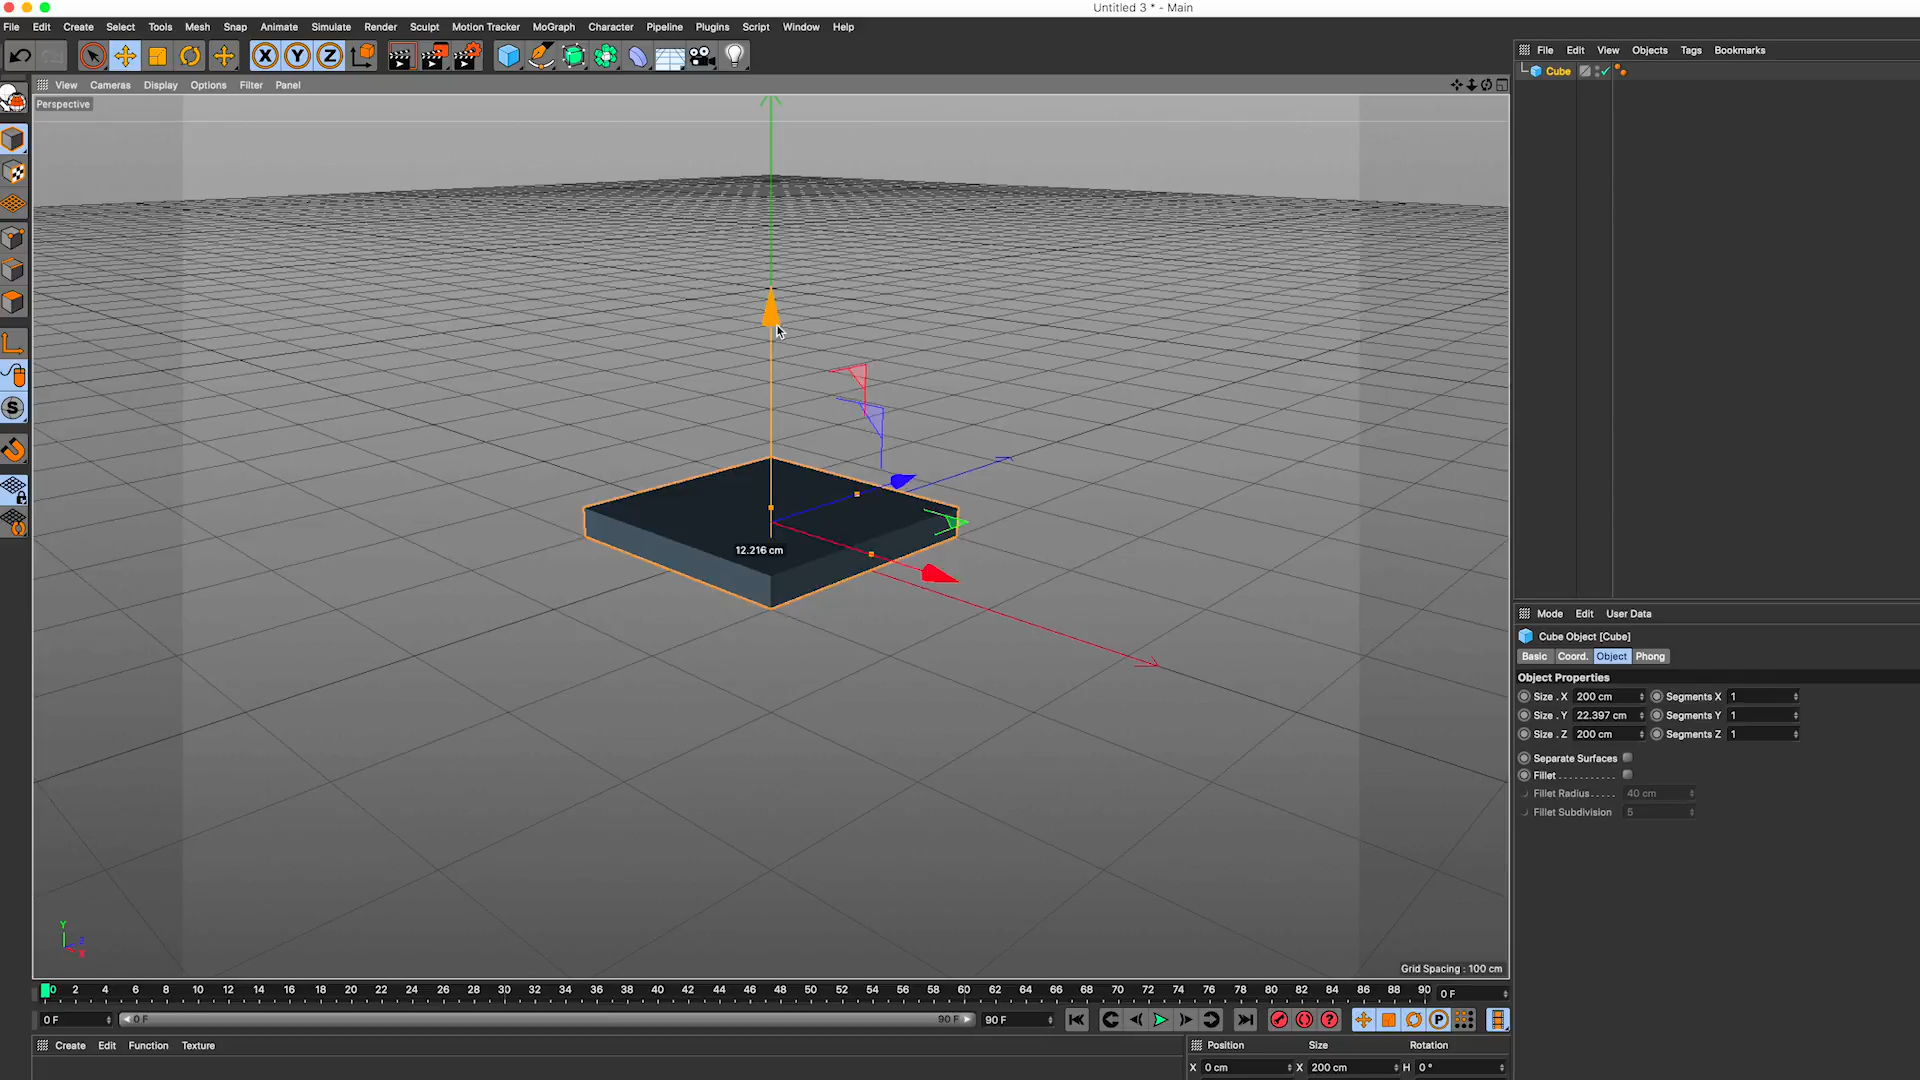 Untitled 3 * - Main
File Edit Create Select Tools Mesh Snap Animate Simulate Render Sculpt Motion Tracker MoGraph Character Pipeline Plugins Script Window Help
X Y Z
File Edit View Objects Tags Bookmarks
Cube
View Cameras Display Options Filter Panel
Perspective
S
12.216 cm
Mode Edit User Data
Cube Object [Cube]
Basic Coord. Object Phong
Object Properties
Size . X 200 cm Segments X 1
Size . Y 22.397 cm Segments Y 1
Size . Z 200 cm Segments Z 1
Separate Surfaces
Fillet . . . . . . . . . .
Fillet Radius . . . . . 40 cm
Fillet Subdivision 5
Y
Z
X
Grid Spacing : 100 cm
0 2 4 6 8 10 12 14 16 18 20 22 24 26 28 30 32 34 36 38 40 42 44 46 48 50 52 54 56 58 60 62 64 66 68 70 72 74 76 78 80 82 84 86 88 90 0 F
0 F 0 F 90 F 90 F ? P
Create Edit Function Texture
Position Size Rotation
X 0 cm X 200 cm H 0 °